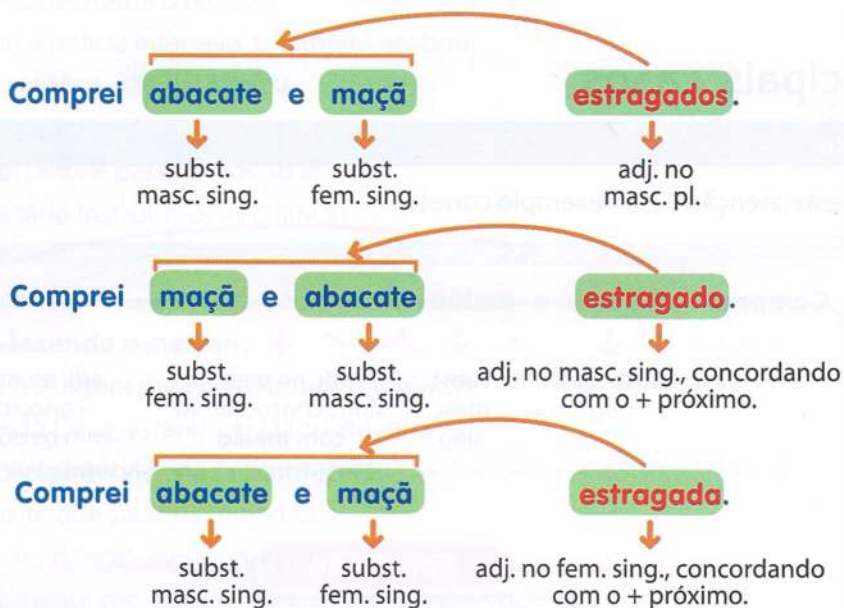 Comprei abacate e maçã estragados.
subst. subst. adj. no
masc. sing. fem. sing. masc. pl.
Comprei maçã e abacate estragado.
subst. subst. adj. no masc. sing., concordando
fem. sing. masc. sing. com o + próximo.
Comprei abacate e maçã estragada.
subst. subst. adj. no fem. sing., concordando
masc. sing. fem. sing. com o + próximo.